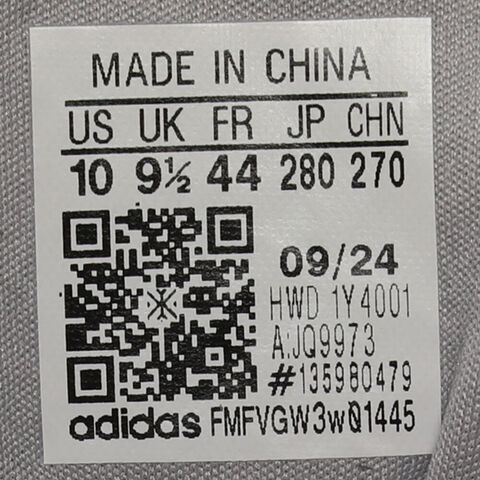 MADE IN CHINA
US UK FR JP CHN
10 9½ 44 280 270
09/24
HWD 1Y4001
A:JQ9973
#135980479
adidas FMFVGW3wQ1445